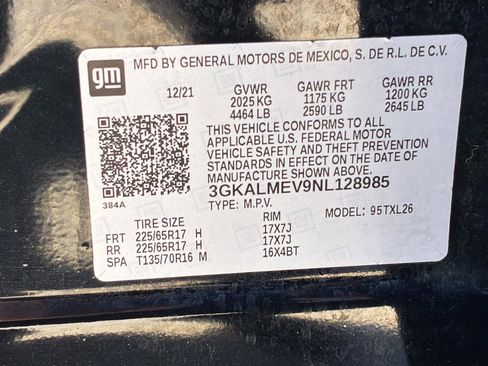 gm
MFD BY GENERAL MOTORS DE MEXICO, S. DE R.L. DE C.V.
12/21 GVWR GAWR FRT GAWR RR
2025 KG 1175 KG 1200 KG
4464 LB 2590 LB 2645 LB
THIS VEHICLE CONFORMS TO ALL
APPLICABLE U.S. FEDERAL MOTOR
VEHICLE SAFETY AND THEFT PREVENTION
STANDARDS IN EFFECT ON THE DATE OF
MANUFACTURE.
384A 3GKALMEV9NL128985
TYPE: M.P.V. MODEL: 95TXL26
TIRE SIZE RIM
FRT 225/65R17 H 17X7J
RR 225/65R17 H 17X7J
SPA T135/70R16 M 16X4BT